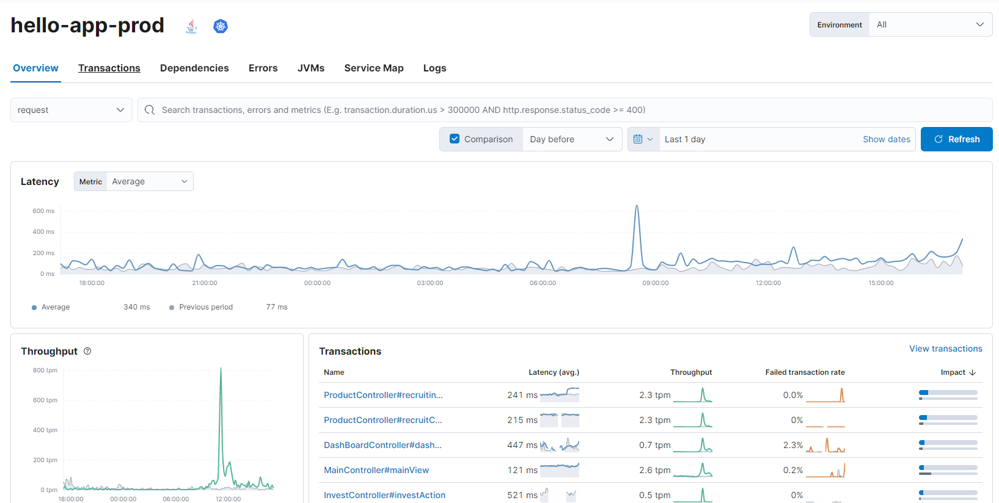 hello-app-prod
Environment All
Overview Transactions Dependencies Errors JVMs Service Map Logs
request Search transactions, errors and metrics (E.g. transaction.duration.us > 300000 AND http.response.status_code >= 400)
Comparison Day before Last 1 day Show dates Refresh
Latency Metric Average
600 ms
400 ms
200 ms
0 ms
18:00:00 21:00:00 00:00:00 03:00:00 06:00:00 09:00:00 12:00:00 15:00:00
Average 340 ms Previous period 77 ms
Throughput
800 tpm
600 tpm
400 tpm
200 tpm
0 tpm
18:00:00 00:00:00 06:00:00 12:00:00
Transactions View transactions
Name Latency (avg.) Throughput Failed transaction rate Impact
ProductController#recruitin... 241 ms 2.3 tpm 0.0%
ProductController#recruitC... 215 ms 2.3 tpm 0%
DashBoardController#dash... 447 ms 0.7 tpm 2.3%
MainController#mainView 121 ms 2.6 tpm 0.2%
InvestController#investAction 521 ms 0.5 tpm 0%